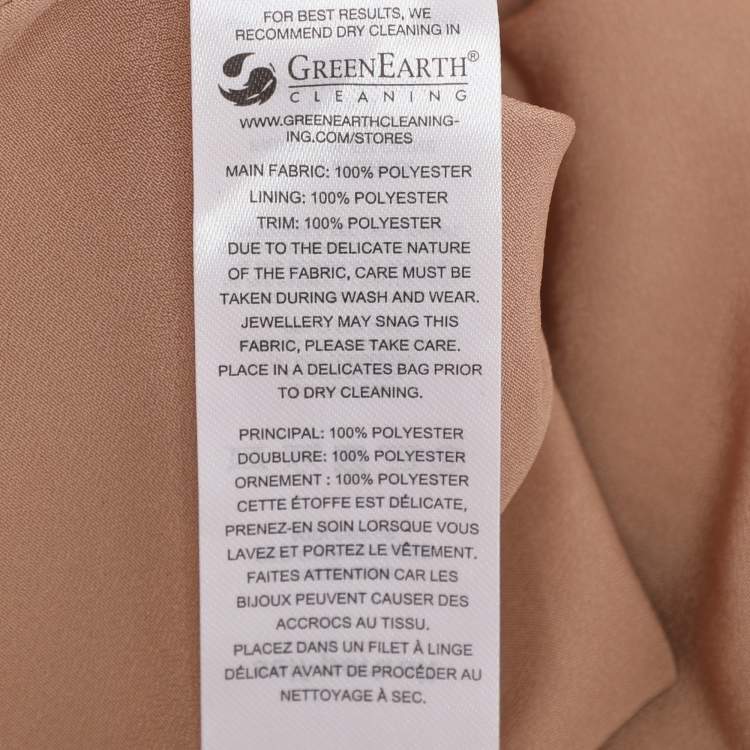 FOR BEST RESULTS, WE
RECOMMEND DRY CLEANING IN
GREENEARTH®
CLEANING
WWW.GREENEARTHCLEANING-
ING.COM/STORES
MAIN FABRIC: 100% POLYESTER
LINING: 100% POLYESTER
TRIM: 100% POLYESTER
DUE TO THE DELICATE NATURE
OF THE FABRIC, CARE MUST BE
TAKEN DURING WASH AND WEAR.
JEWELLERY MAY SNAG THIS
FABRIC, PLEASE TAKE CARE.
PLACE IN A DELICATES BAG PRIOR
TO DRY CLEANING.
PRINCIPAL: 100% POLYESTER
DOUBLURE: 100% POLYESTER
ORNEMENT : 100% POLYESTER
CETTE ÉTOFFE EST DÉLICATE,
PRENEZ-EN SOIN LORSQUE VOUS
LAVEZ ET PORTEZ LE VÊTEMENT.
FAITES ATTENTION CAR LES
BIJOUX PEUVENT CAUSER DES
ACCROCS AU TISSU.
PLACEZ DANS UN FILET À LINGE
DÉLICAT AVANT DE PROCÉDER AU
NETTOYAGE À SEC.